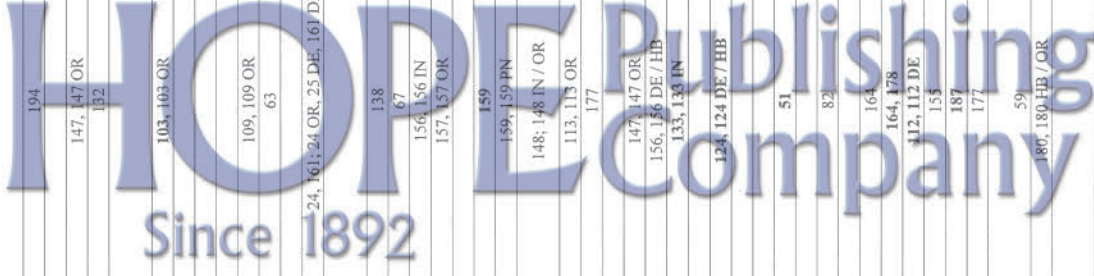 HOPE Publishing Company
Since 1892
194
147, 147 OR
132
103, 103 OR
109, 109 OR
63
24, 161; 24 OR, 25 DE, 161 D
138
67
156, 156 IN
157, 157 OR
159
159, 159 PN
148; 148 IN / OR
113, 113 OR
177
147, 147 OR
156, 156 DE / HB
133, 133 IN
124, 124 DE / HB
51
82
164
164, 178
112, 112 DE
155
187
177
59
180, 180 HB / OR